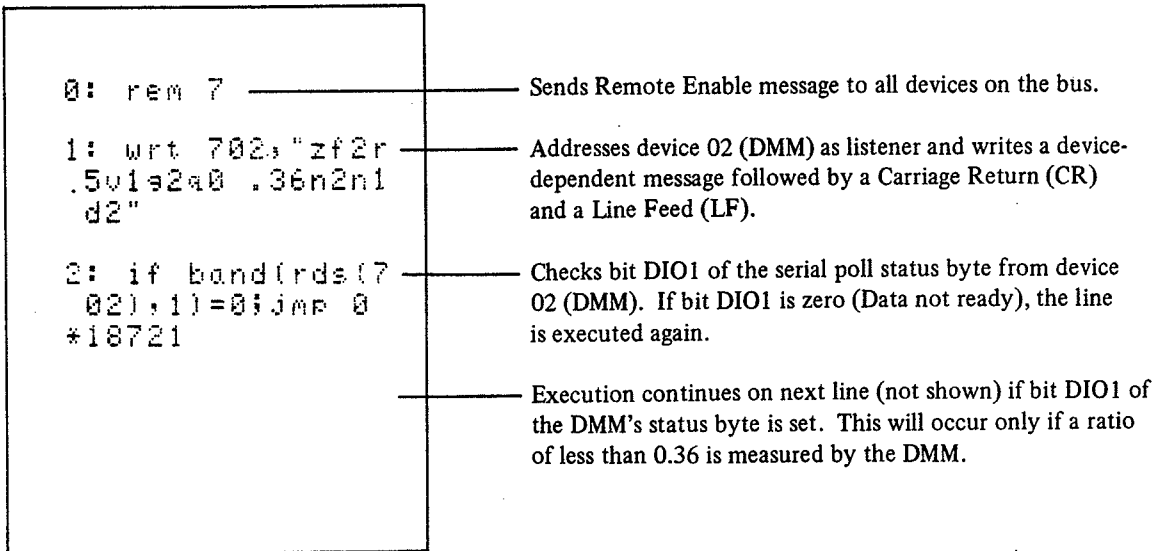 0: rem 7
Sends Remote Enable message to all devices on the bus.
1: wrt 702,"zf2r
.5v1a2q0 .36n2n1
d2"
Addresses device 02 (DMM) as listener and writes a device-
dependent message followed by a Carriage Return (CR)
and a Line Feed (LF).
2: if band(rds(7
02),1)=0;jmp 0
*18721
Checks bit DIO1 of the serial poll status byte from device
02 (DMM). If bit DIO1 is zero (Data not ready), the line
is executed again.
Execution continues on next line (not shown) if bit DIO1 of
the DMM's status byte is set. This will occur only if a ratio
of less than 0.36 is measured by the DMM.